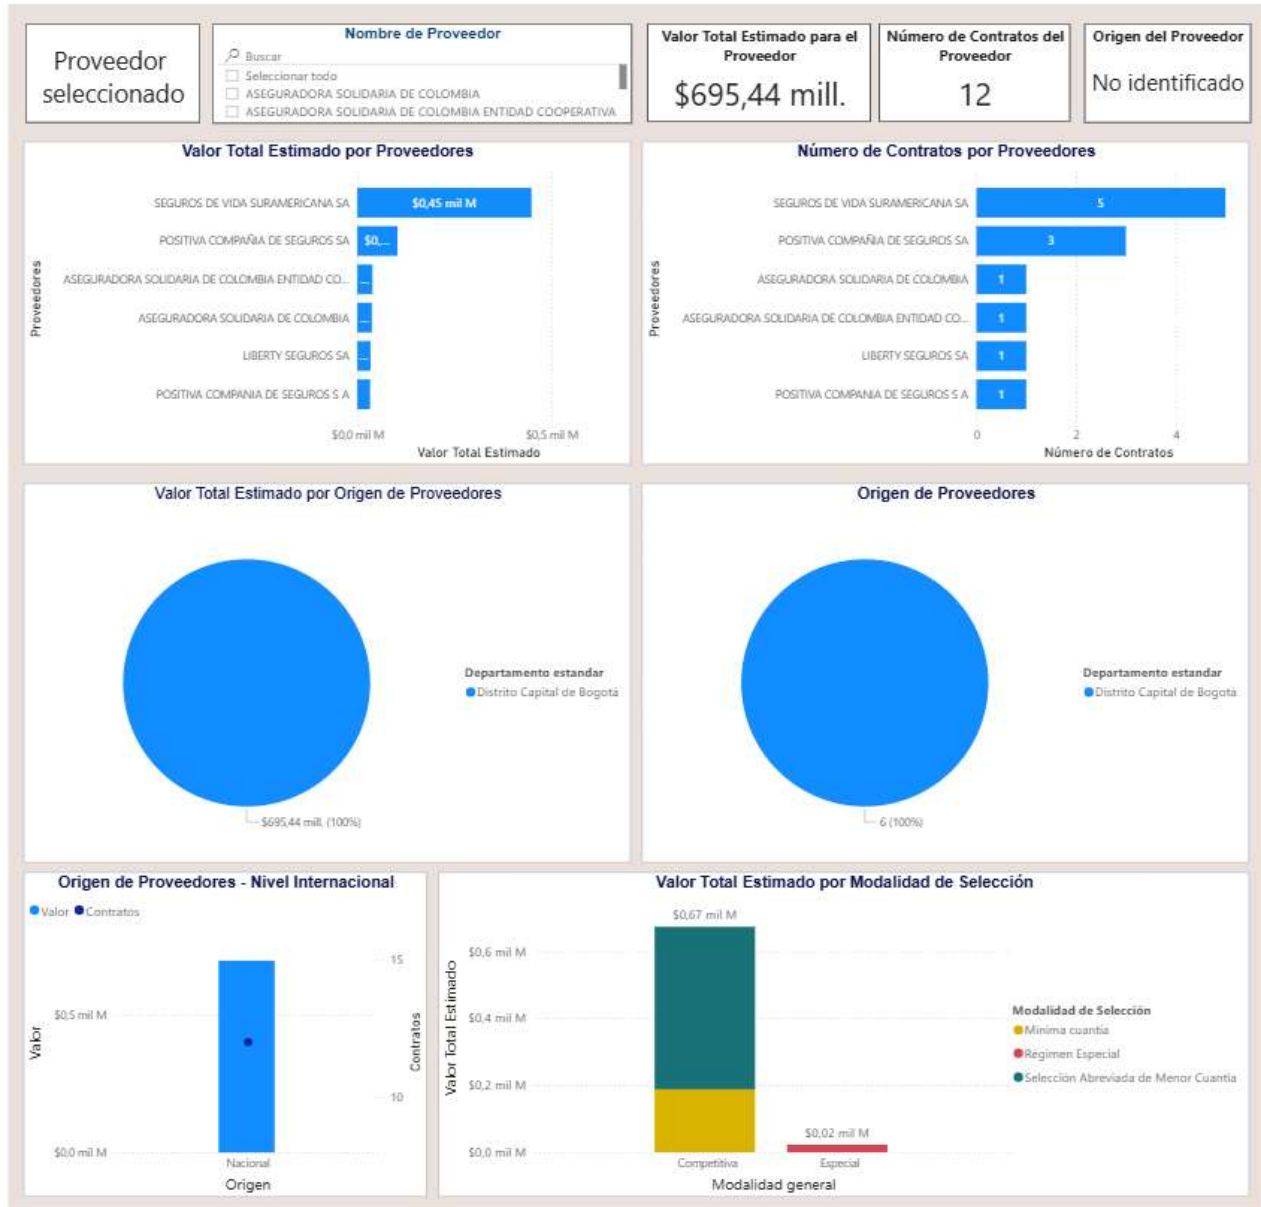 Proveedor
seleccionado
Nombre de Proveedor
Buscar
Seleccionar todo
ASEGURADORA SOLIDARIA DE COLOMBIA
ASEGURADORA SOLIDARIA DE COLOMBIA ENTIDAD COOPERATIVA
Valor Total Estimado para el
Proveedor
$695,44 mill.
Número de Contratos del
Proveedor
12
Origen del Proveedor
No identificado
Valor Total Estimado por Proveedores
Proveedores
SEGUROS DE VIDA SURAMERICANA SA
$0,45 mil M
POSITIVA COMPAÑIA DE SEGUROS SA
$0,...
ASEGURADORA SOLIDARIA DE COLOMBIA ENTIDAD CO...
...
ASEGURADORA SOLIDARIA DE COLOMBIA
...
LIBERTY SEGUROS SA
...
POSITIVA COMPANIA DE SEGUROS S A
$0,0 mil M
$0,5 mil M
Valor Total Estimado
Número de Contratos por Proveedores
Proveedores
SEGUROS DE VIDA SURAMERICANA SA
5
POSITIVA COMPAÑIA DE SEGUROS SA
3
ASEGURADORA SOLIDARIA DE COLOMBIA
1
ASEGURADORA SOLIDARIA DE COLOMBIA ENTIDAD CO...
1
LIBERTY SEGUROS SA
1
POSITIVA COMPANIA DE SEGUROS S A
1
0
2
4
Número de Contratos
Valor Total Estimado por Origen de Proveedores
Departamento estandar
Distrito Capital de Bogotá
$695,44 mill. (100%)
Origen de Proveedores
Departamento estandar
Distrito Capital de Bogotá
6 (100%)
Origen de Proveedores - Nivel Internacional
Valor
Contratos
Valor
$0,5 mil M
$0,0 mil M
15
10
Contratos
Nacional
Origen
Valor Total Estimado por Modalidad de Selección
Valor Total Estimado
$0,67 mil M
$0,6 mil M
$0,4 mil M
$0,2 mil M
$0,0 mil M
$0,02 mil M
Competitiva
Especial
Modalidad general
Modalidad de Selección
Mínima cuantía
Régimen Especial
Selección Abreviada de Menor Cuantía